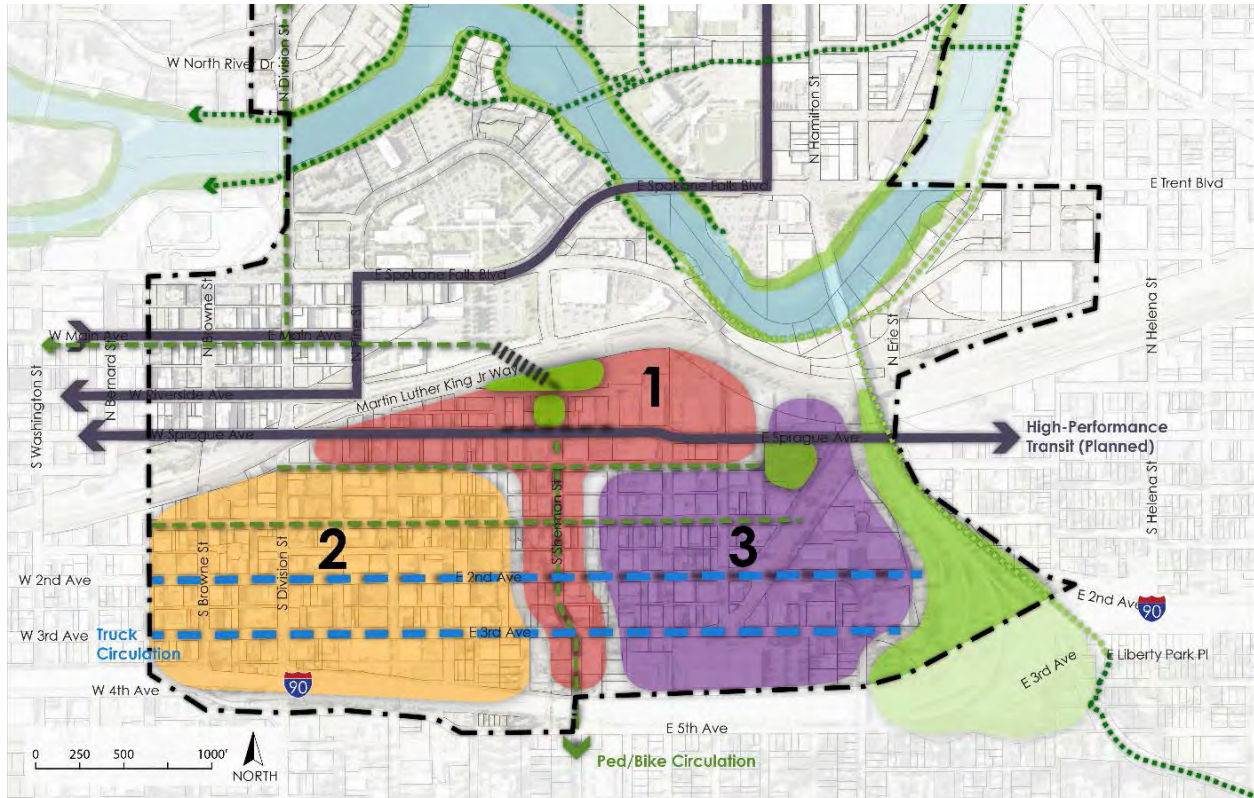 W North River Dr
N Division St
N Hamilton St
E Spokane Falls Blvd
E Trent Blvd
E Spokane Falls Blvd
N Browne St
W Main Ave
E Main Ave
N Pine St
N Erie St
N Helena St
S Washington St
N Bernard St
W Riverside Ave
Martin Luther King Jr Way
1
W Sprague Ave
E Sprague Ave
High-Performance
Transit (Planned)
S Helena St
S Sherman St
2
3
S Browne St
S Division St
W 2nd Ave
E 2nd Ave
E 2nd Ave
90
W 3rd Ave
Truck
Circulation
E 3rd Ave
E Liberty Park Pl
E 3rd Ave
W 4th Ave
90
E 5th Ave
0 250 500 1000'
NORTH
Ped/Bike Circulation